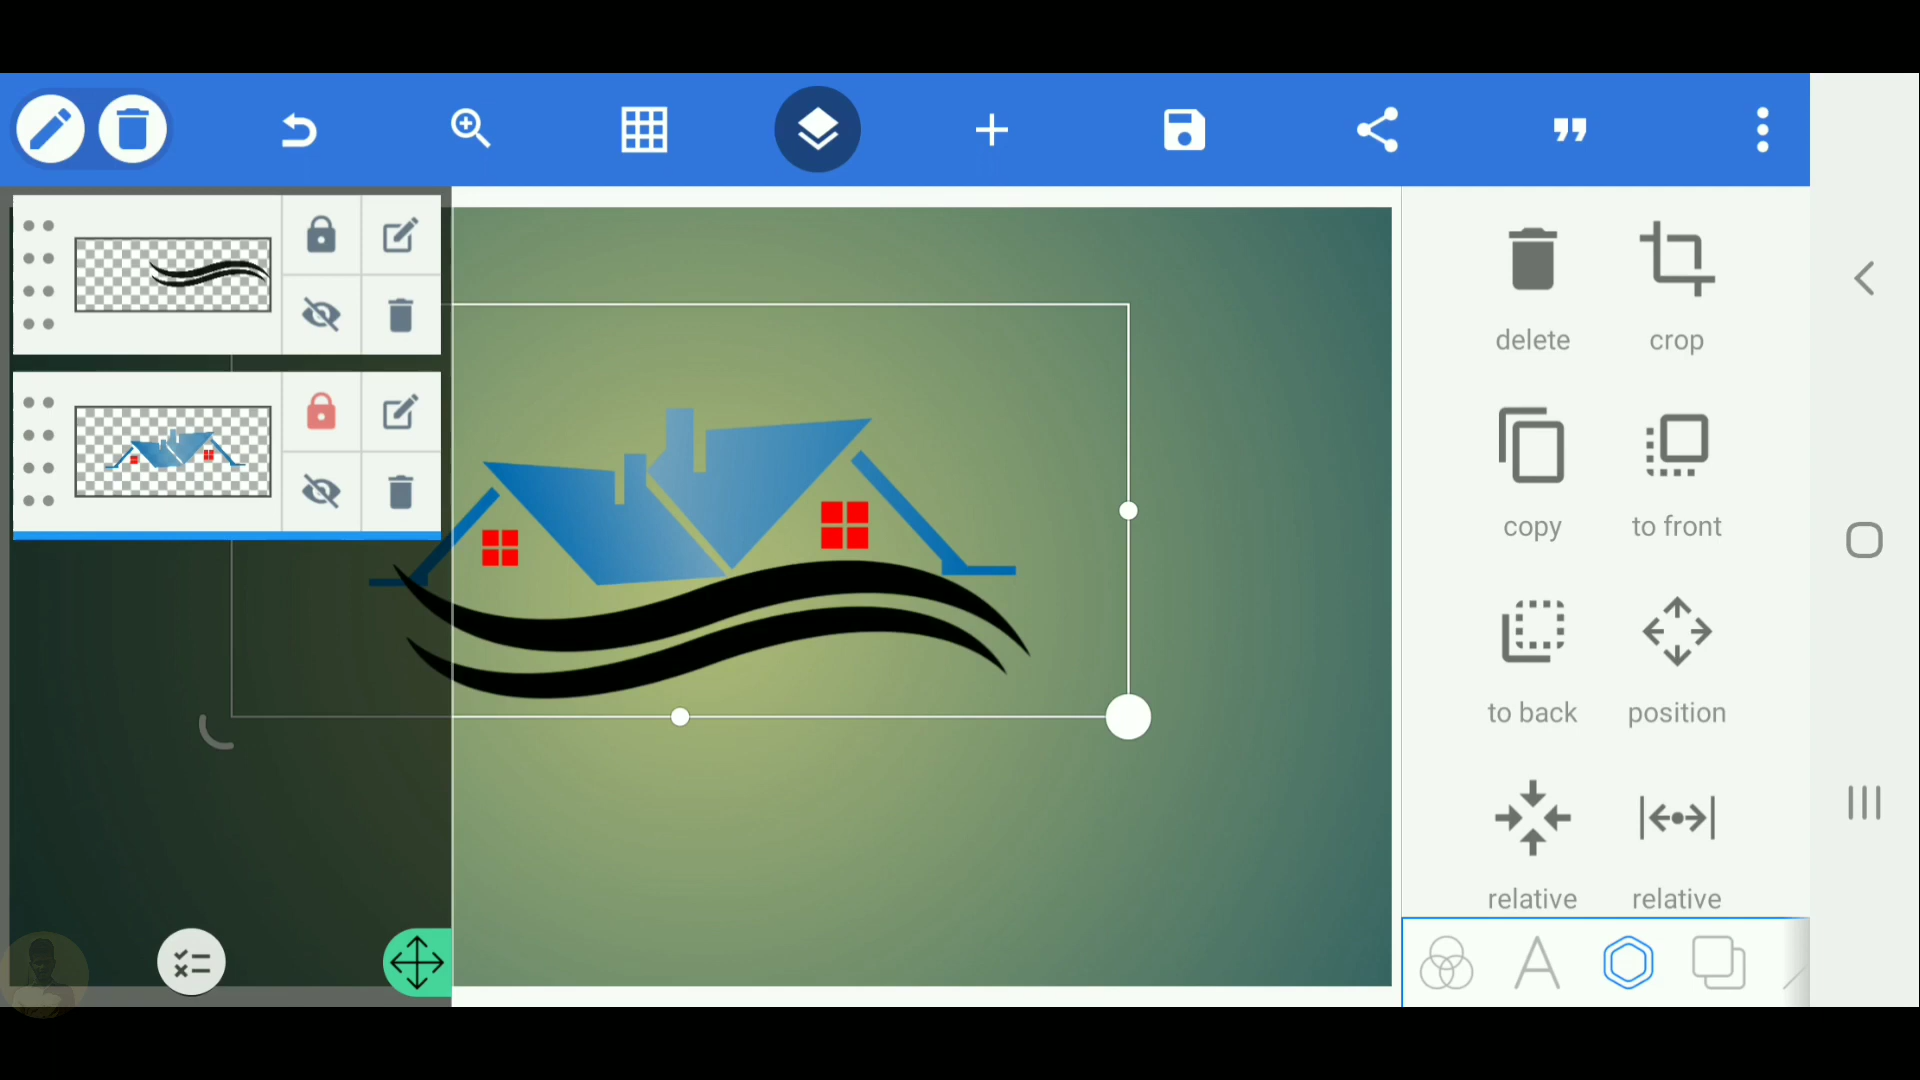 delete crop
copy to front
to back position
relative relative